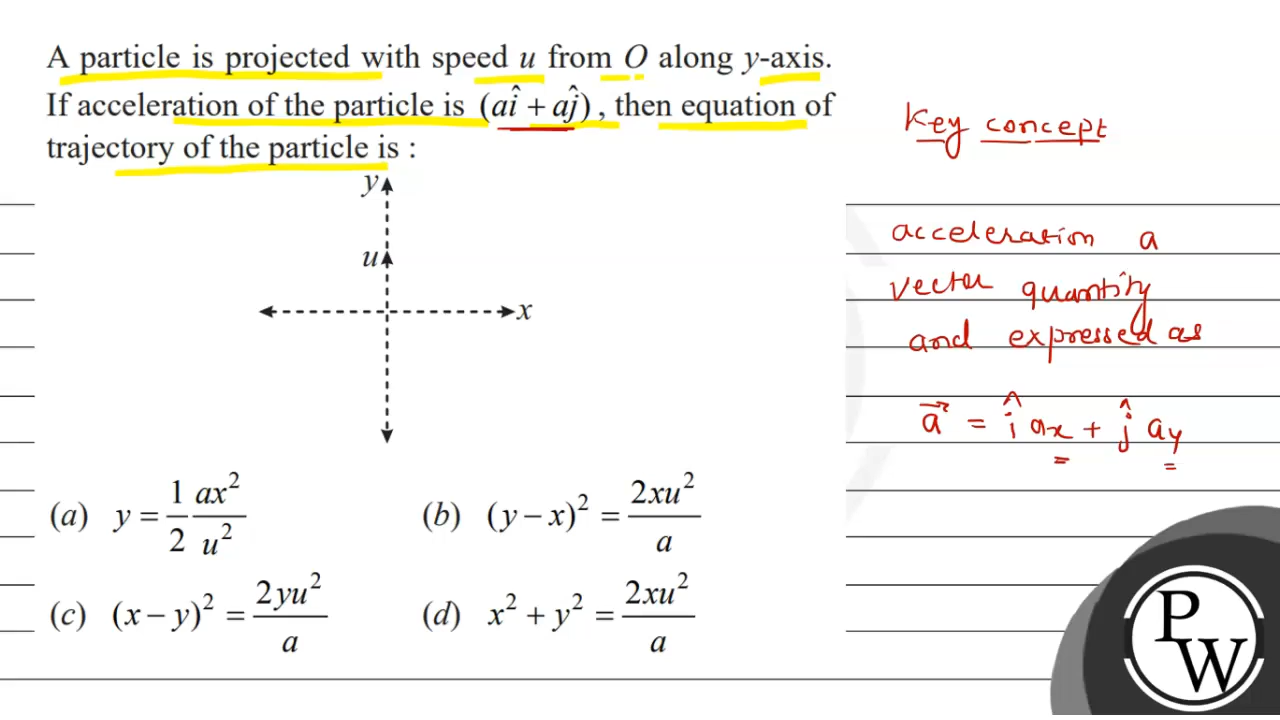 A particle is projected with speed u from O along y-axis.
If acceleration of the particle is (aî + aĵ), then equation of
trajectory of the particle is :
y
u
x
(a) y = 1/2 ax²/u²
(b) (y − x)² = 2xu²/a
(c) (x − y)² = 2yu²/a
(d) x² + y² = 2xu²/a
Key concept
acceleration a
vector quantity
and expressed as
a⃗ = î ax + ĵ ay
P
W